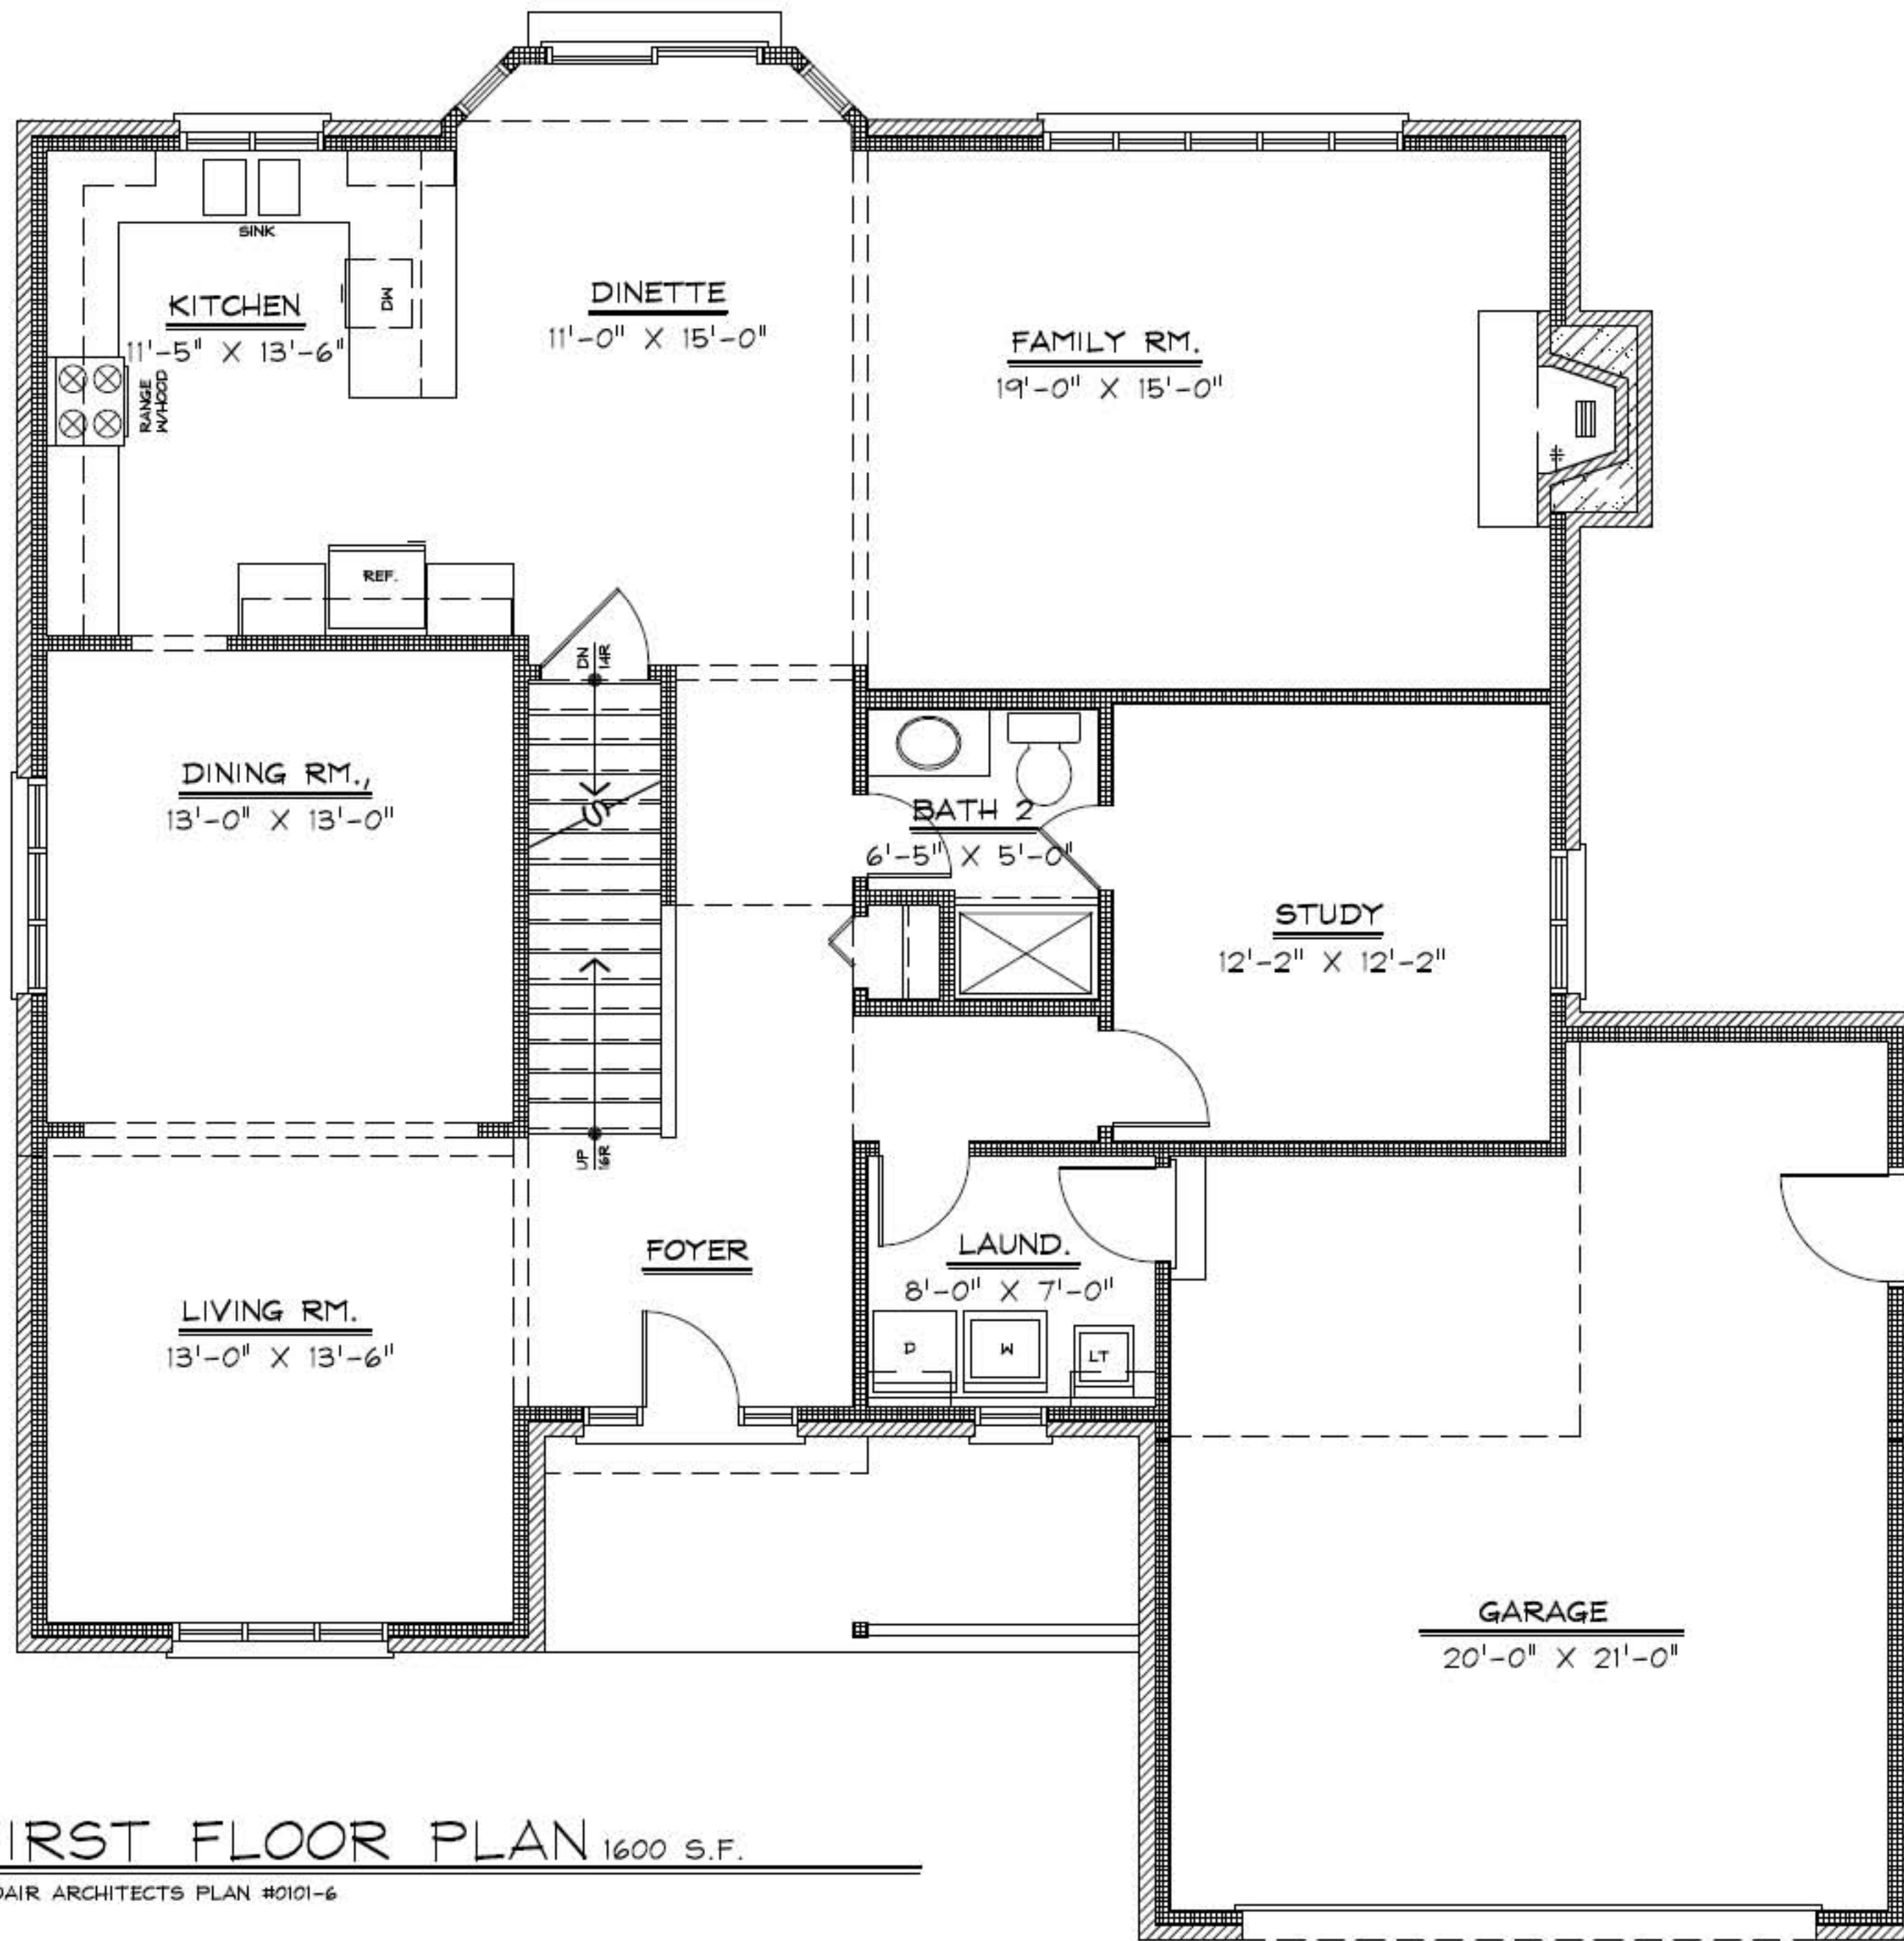 SINK
KITCHEN
11'-5" X 13'-6"
DW
RANGE
W/HOOD
REF.
DINETTE
11'-0" X 15'-0"
FAMILY RM.
19'-0" X 15'-0"
DN
14R
DINING RM.,
13'-0" X 13'-0"
BATH 2
6'-5" X 5'-0"
STUDY
12'-2" X 12'-2"
UP
16R
FOYER
LAUND.
8'-0" X 7'-0"
D
W
LT
LIVING RM.
13'-0" X 13'-6"
GARAGE
20'-0" X 21'-0"
IRST FLOOR PLAN 1600 S.F.
DAIR ARCHITECTS PLAN #0101-6